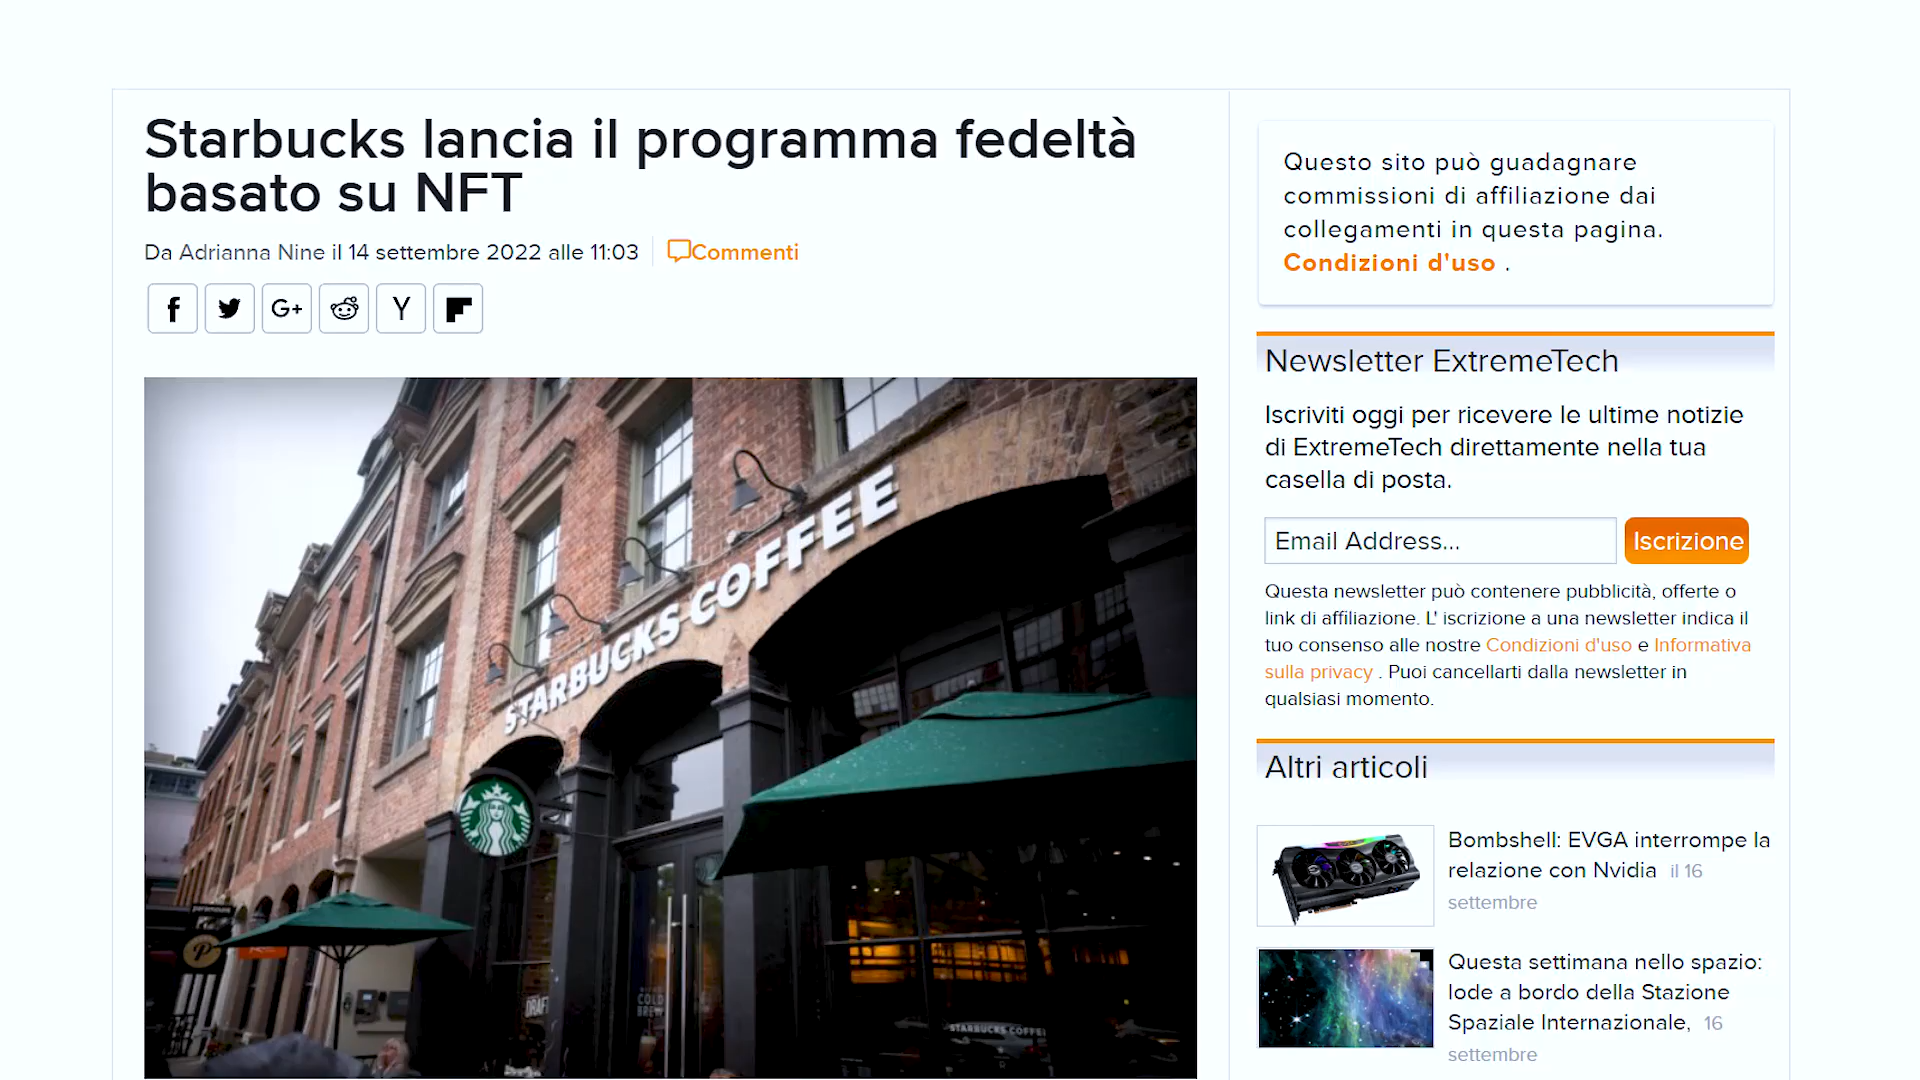 Starbucks lancia il programma fedeltà
basato su NFT
Da Adrianna Nine il 14 settembre 2022 alle 11:03
Commenti
f
G+
Y
STARBUCKS COFFEE
COLD
BREW
STARBUCKS COFFE
Questo sito può guadagnare
commissioni di affiliazione dai
collegamenti in questa pagina.
Condizioni d'uso .
Newsletter ExtremeTech
Iscriviti oggi per ricevere le ultime notizie
di ExtremeTech direttamente nella tua
casella di posta.
Email Address...
Iscrizione
Questa newsletter può contenere pubblicità, offerte o
link di affiliazione. L' iscrizione a una newsletter indica il
tuo consenso alle nostre Condizioni d'uso e Informativa
sulla privacy . Puoi cancellarti dalla newsletter in
qualsiasi momento.
Altri articoli
Bombshell: EVGA interrompe la
relazione con Nvidia il 16
settembre
Questa settimana nello spazio:
lode a bordo della Stazione
Spaziale Internazionale, 16
settembre